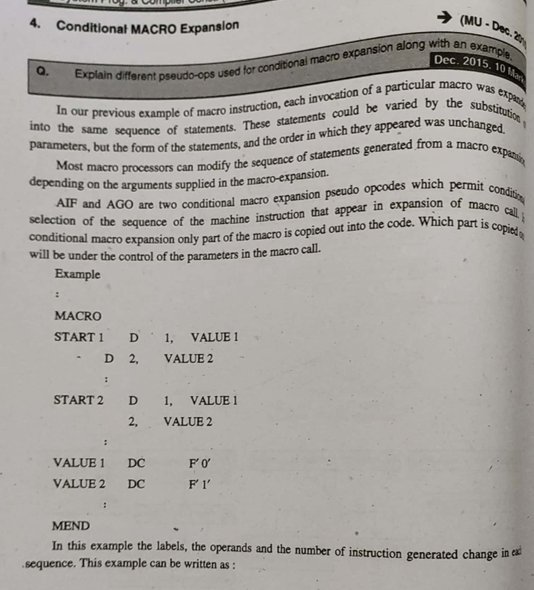 Prog. & Compiler
4. Conditional MACRO Expansion
→ (MU - Dec. 201
Q. Explain different pseudo-ops used for conditional macro expansion along with an example.
Dec. 2015, 10 Mark
In our previous example of macro instruction, each invocation of a particular macro was
into the same sequence of statements. These statements could be varied by the substitution
parameters, but the form of the statements, and the order in which they appeared was unchanged.
Most macro processors can modify the sequence of statements generated from a macro
depending on the arguments supplied in the macro-expansion.
AIF and AGO are two conditional macro expansion pseudo opcodes which permit
selection of the sequence of the machine instruction that appear in expansion of macro call
conditional macro expansion only part of the macro is copied out into the code. Which part is copied
will be under the control of the parameters in the macro call.
Example
:
MACRO
START 1 D 1, VALUE 1
- D 2, VALUE 2
:
START 2 D 1, VALUE 1
2, VALUE 2
:
VALUE 1 DC F'0'
VALUE 2 DC F'1'
:
MEND
In this example the labels, the operands and the number of instruction generated change in
sequence. This example can be written as :